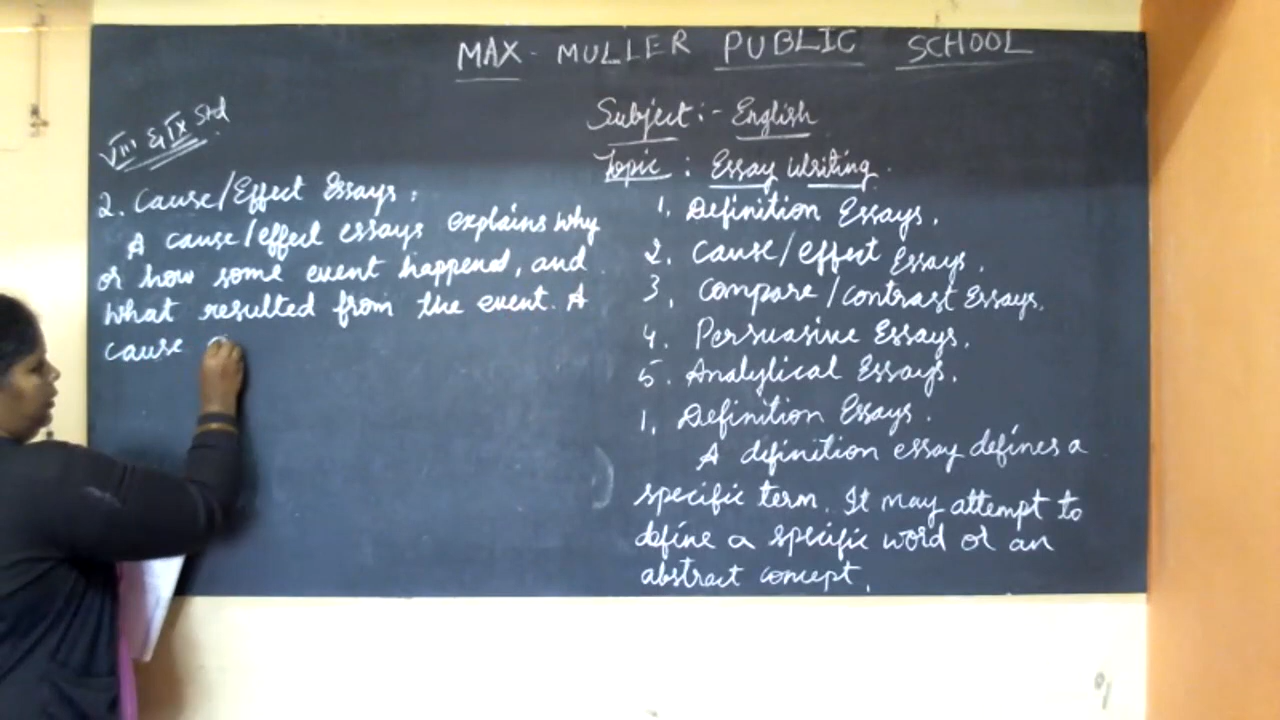 MAX - MULLER PUBLIC SCHOOL
VIII & IX Std
Subject :- English
Topic : Essay Writing.
1. Definition Essays.
2. Cause/effect Essays.
3. Compare/contrast Essays.
4. Persuasive Essays.
5. Analytical Essays.
1. Definition Essays.
A definition essay defines a
specific term. It may attempt to
define a specific word or an
abstract concept.
2. Cause/Effect Essays:
A cause/effect essays explains why
or how some event happened, and
what resulted from the event. A
cause